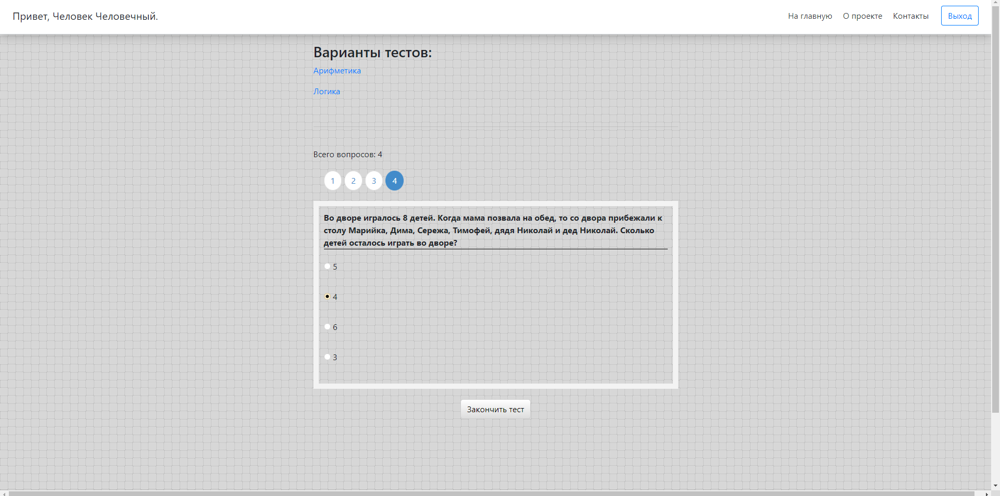 Привет, Человек Человечный.
На главную
О проекте
Контакты
Выход
Варианты тестов:
Арифметика
Логика
Всего вопросов: 4
1 2 3 4
Во дворе игралось 8 детей. Когда мама позвала на обед, то со двора прибежали к
столу Марийка, Дима, Сережа, Тимофей, дядя Николай и дед Николай. Сколько
детей осталось играть во дворе?
5
4
6
3
Закончить тест